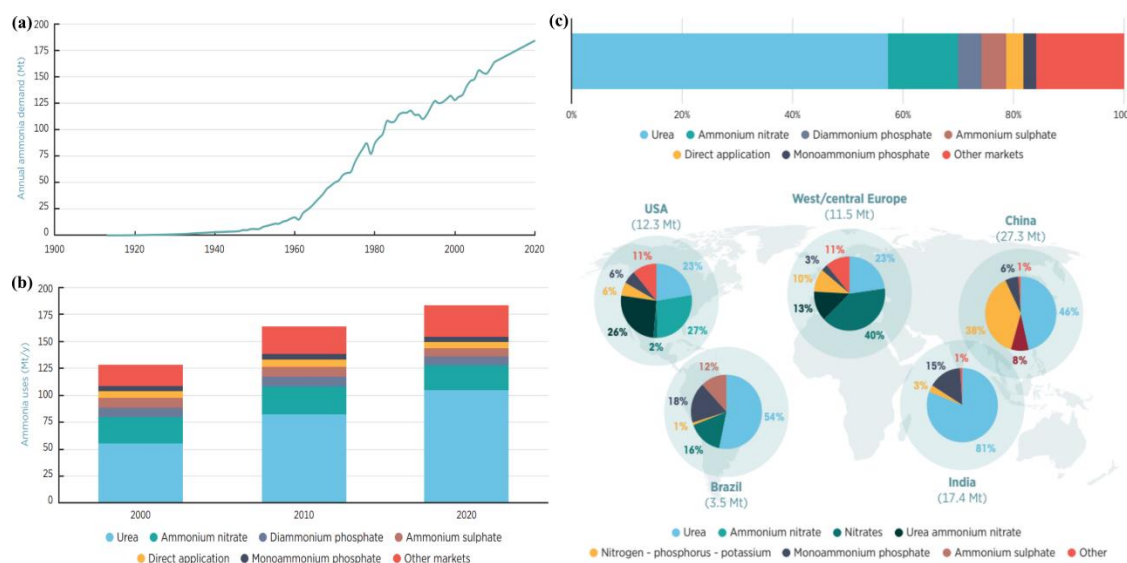 (a)
Annual ammonia demand (Mt)
200
175
150
125
100
75
50
25
0
1900 1920 1940 1960 1980 2000 2020
(b)
Ammonia uses (Mt/y)
200
175
150
125
100
75
50
25
0
2000 2010 2020
Urea Ammonium nitrate Diammonium phosphate Ammonium sulphate
Direct application Monoammonium phosphate Other markets
(c)
0% 20% 40% 60% 80% 100
Urea Ammonium nitrate Diammonium phosphate Ammonium sulphate
Direct application Monoammonium phosphate Other markets
USA
(12.3 Mt)
11%
6%
6%
26%
2%
27%
23%
West/central Europe
(11.5 Mt)
11%
3%
10%
13%
40%
23%
China
(27.3 Mt)
1%
6%
38%
8%
46%
12%
18%
1%
16%
54%
Brazil
(3.5 Mt)
1%
15%
3%
81%
India
(17.4 Mt)
Urea Ammonium nitrate Nitrates Urea ammonium nitrate
Nitrogen - phosphorus - potassium Monoammonium phosphate Ammonium sulphate Other